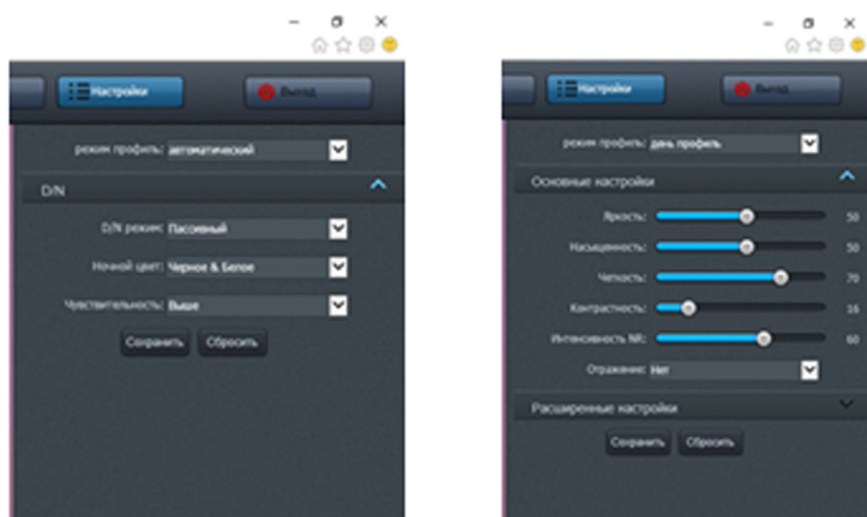 Настройки
Выход
режим профиль: автоматический
D/N
D/N режим: Пассивный
Ночной цвет: Черное & Белое
Чувствительность: Выше
Сохранить
Сбросить
Настройки
Выход
режим профиль: день профиль
Основные настройки
Яркость: 50
Насыщенность: 50
Четкость: 70
Контрастность: 16
Интенсивность NR: 60
Отражение: Нет
Расширенные настройки
Сохранить
Сбросить